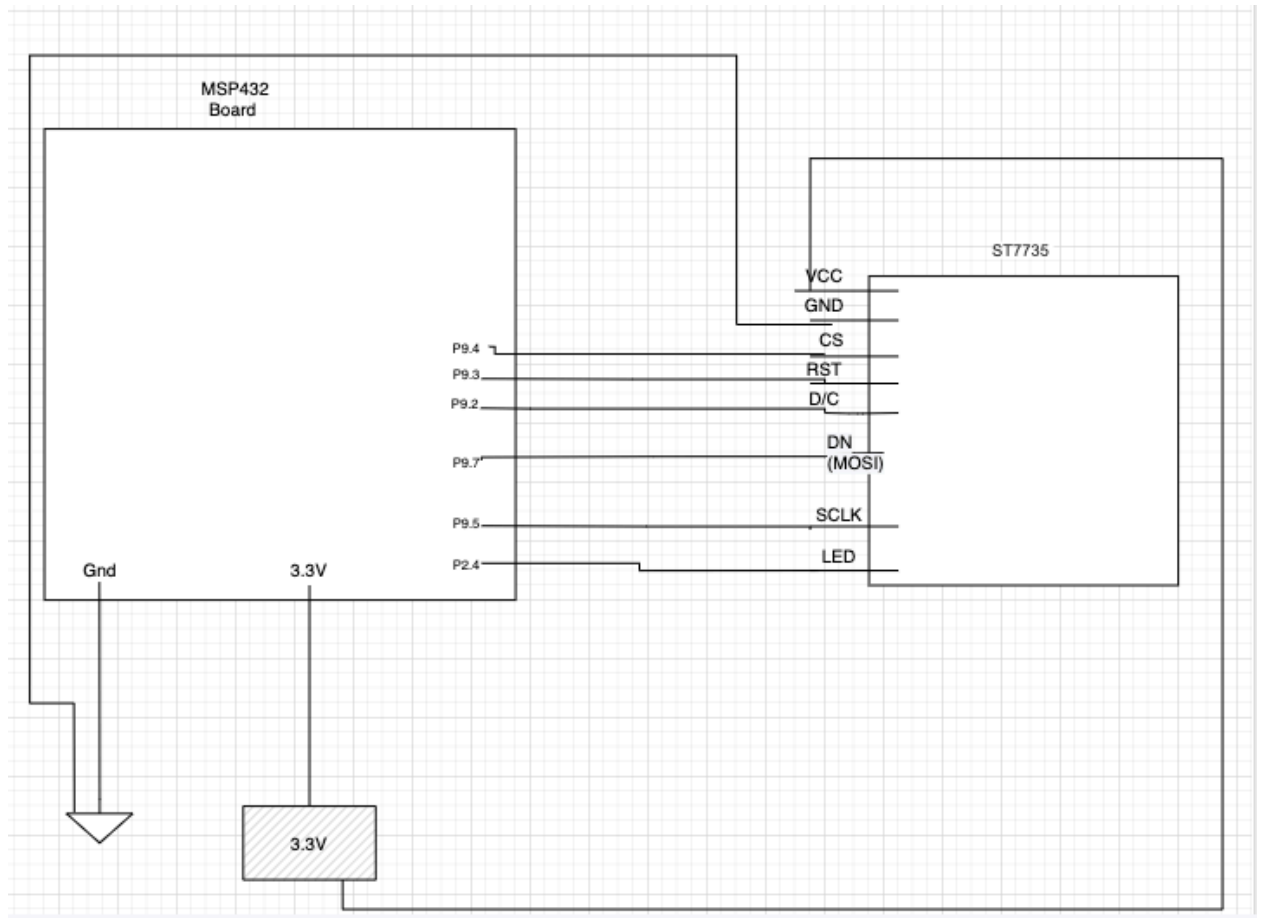 MSP432
Board
ST7735
VCC
GND
CS
P9.4
RST
P9.3
D/C
P9.2
DN
(MOSI)
P9.7
SCLK
P9.5
LED
P2.4
Gnd
3.3V
3.3V